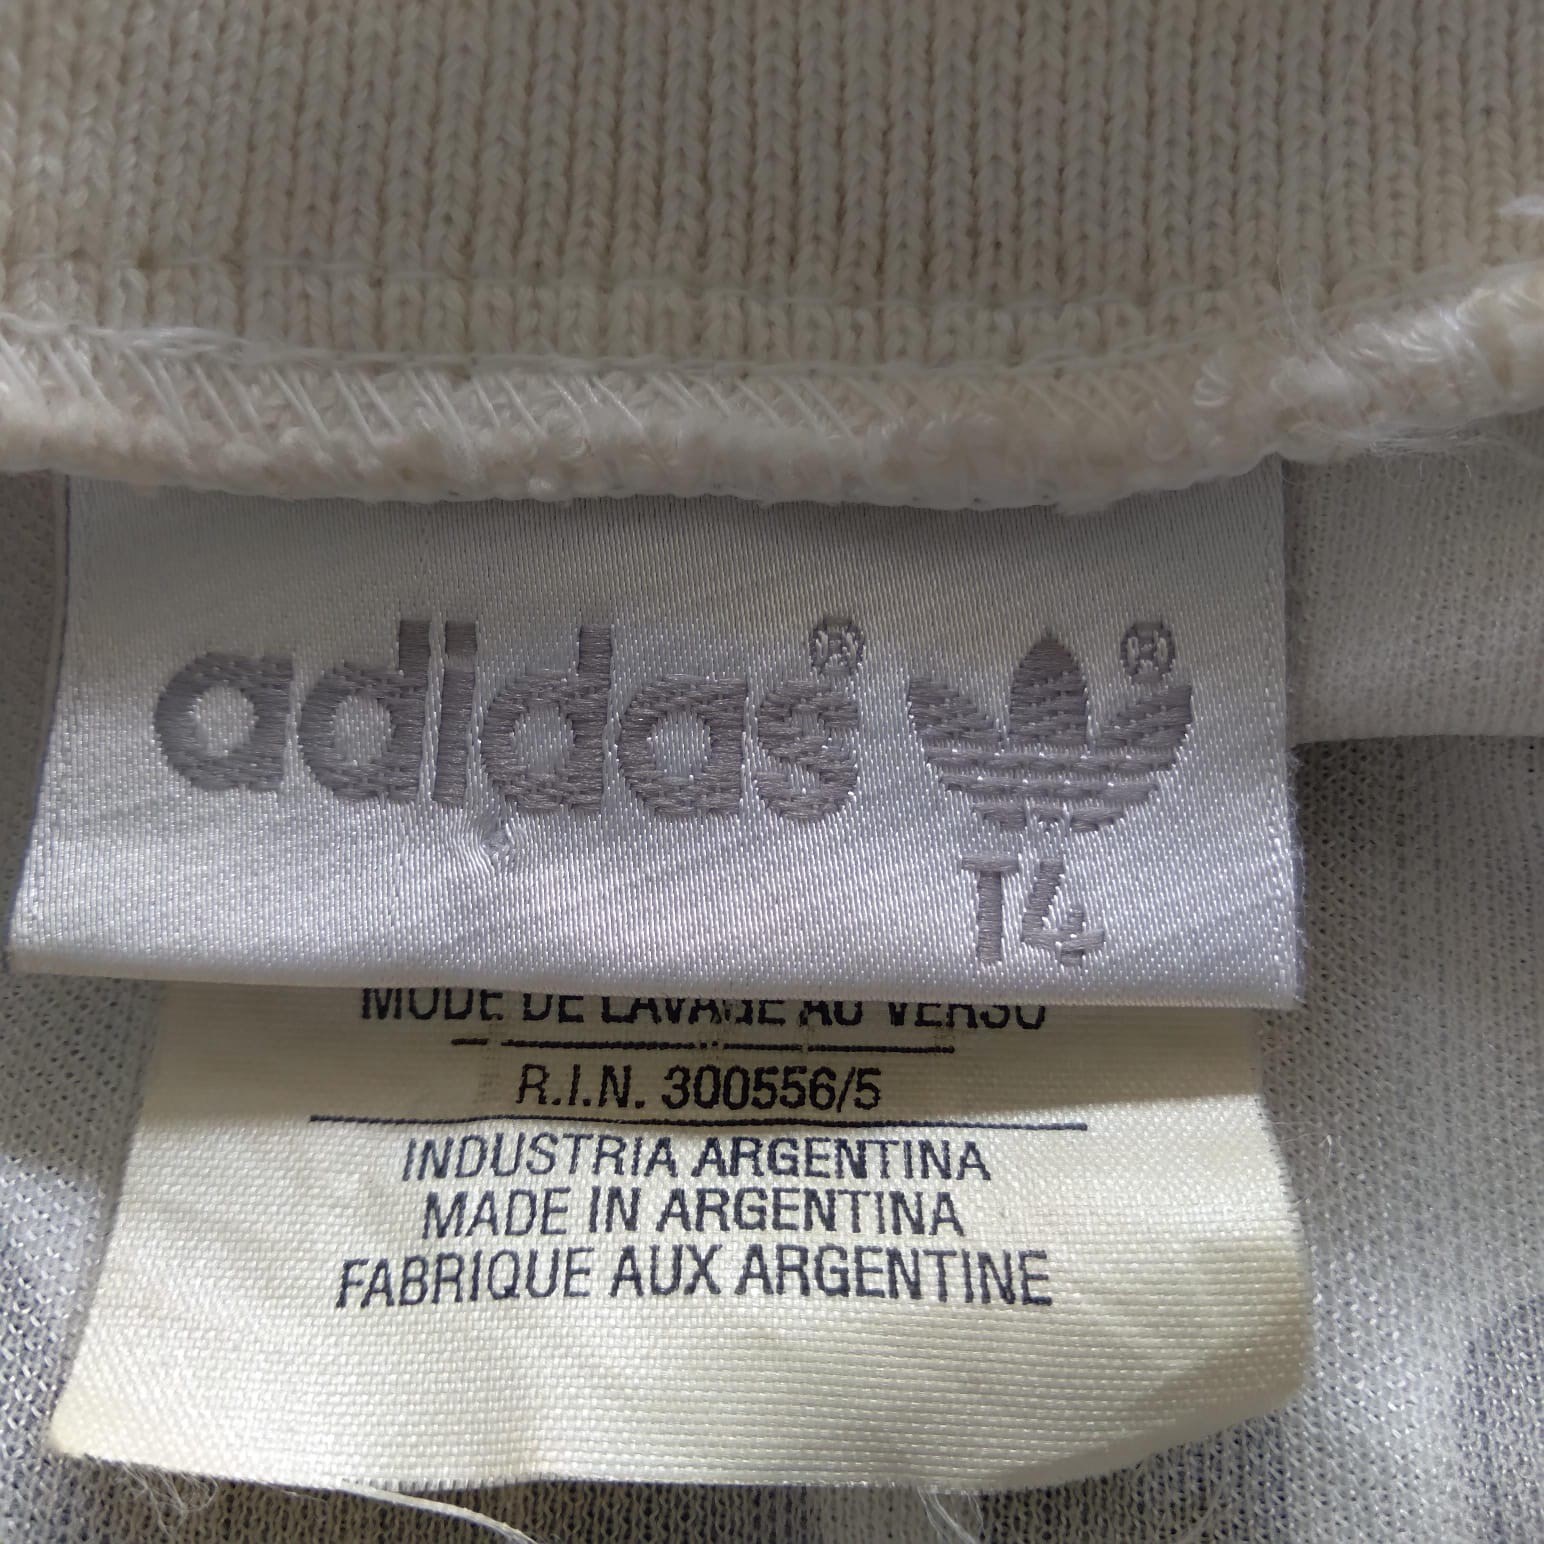 adidas®
®
T4
MODE DE LAVAGE AU VERSO
R.I.N. 300556/5
INDUSTRIA ARGENTINA
MADE IN ARGENTINA
FABRIQUE AUX ARGENTINE